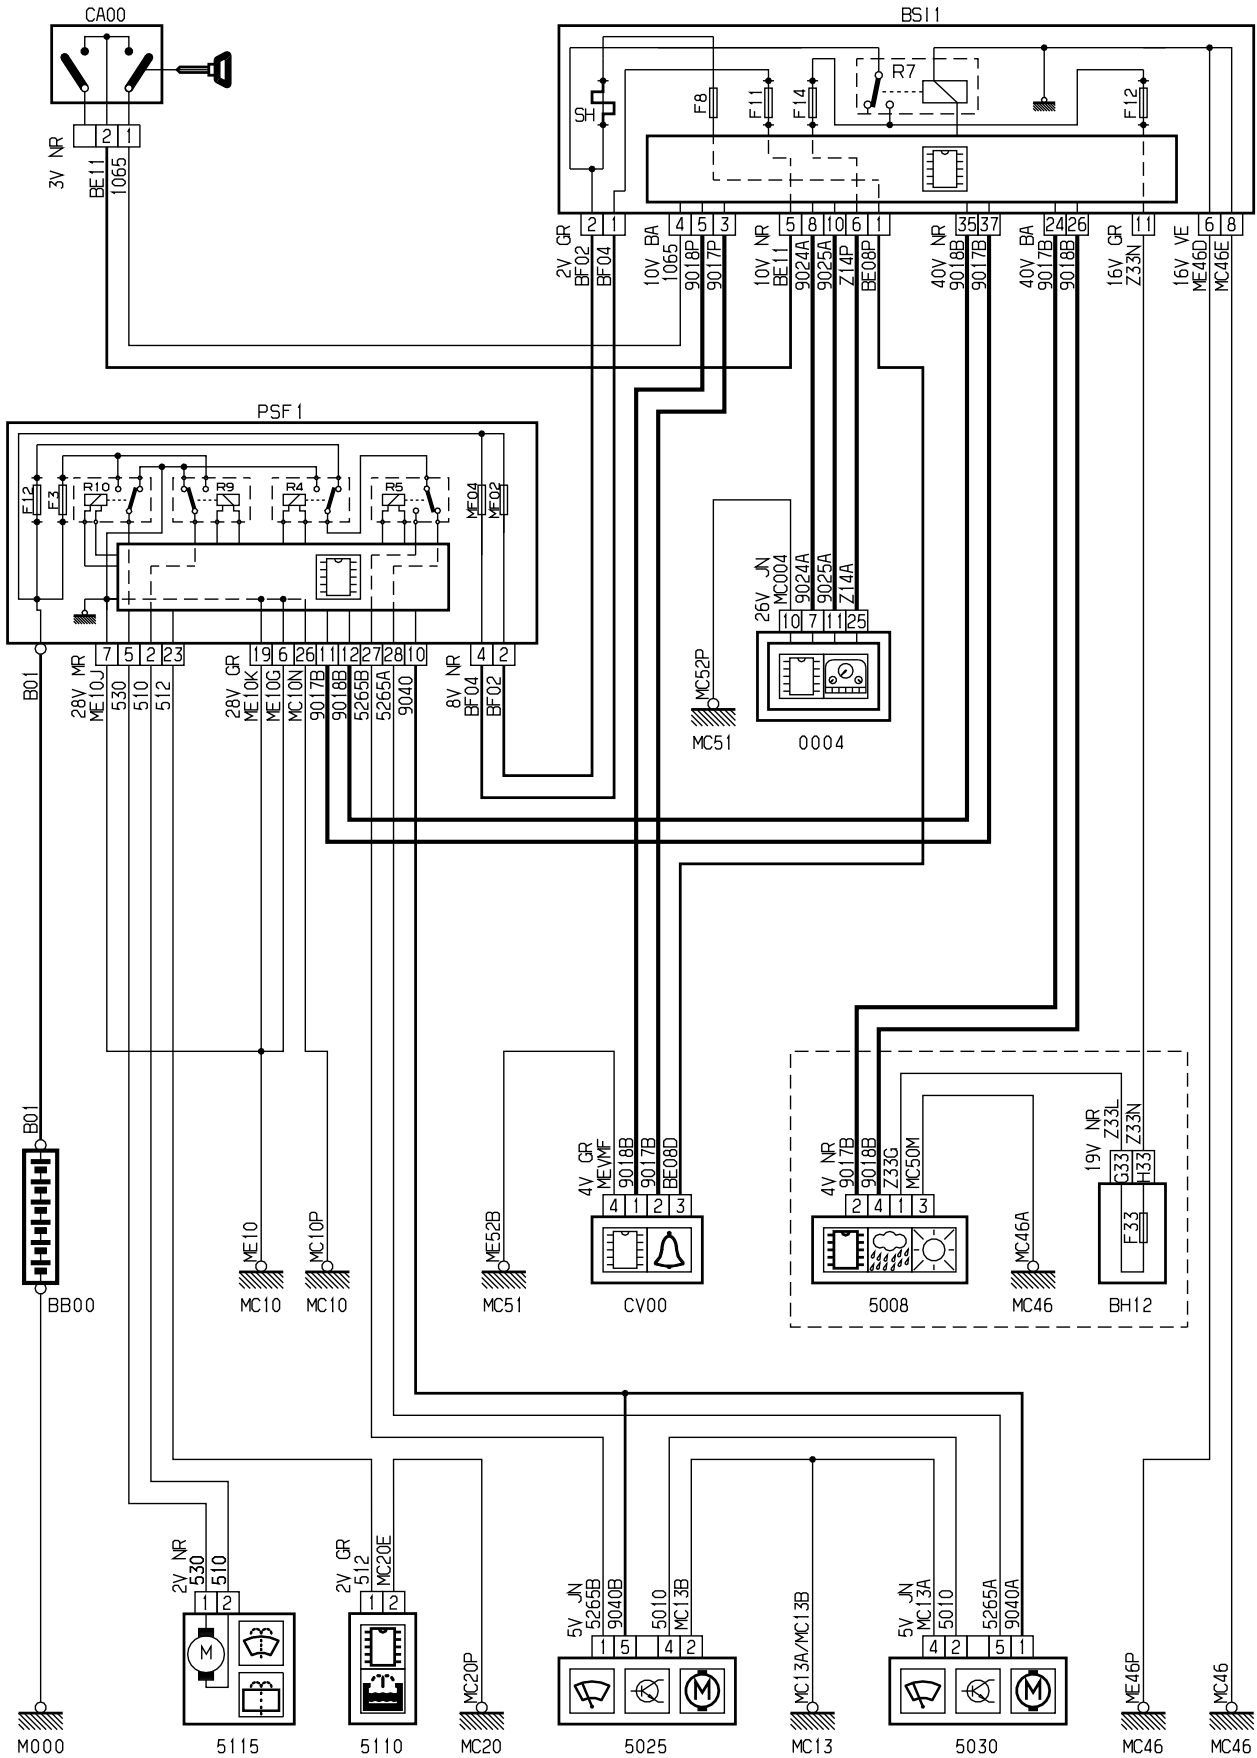 CA00
BSI1
R7
SH
F8
F11
F14
F12
2 1
3V NR
BE11
1065
2 1 4 5 3 5 8 10 6 1 35 37 24 26 11 6 8
2V GR
BF02
BF04
10V BA
1065
9018P
9017P
10V NR
BE11
9024A
9025A
Z14P
BE08P
40V NR
9018B
9017B
40V BA
9017B
9018B
16V GR
Z33N
16V VE
ME46D
MC46E
PSF1
F12
F3
R10
R9
R4
R5
MF04
MF02
7 5 2 23 19 6 26 11 12 27 28 10 4 2
B01
28V MR
ME10J
530
510
512
28V GR
ME10K
ME10G
MC10N
9017B
9018B
5265B
5265A
9040
8V NR
BF04
BF02
26V JN
MC004
9024A
9025A
Z14A
10 7 11 25
MC52P
MC51
0004
B01
BB00
ME10
MC10
MC10P
MC10
ME52B
MC51
4V GR
MEVMF
9018B
9017B
BE08D
4 1 2 3
CV00
4V NR
9017B
9018B
Z33G
MC50M
2 4 1 3
5008
MC46A
MC46
19V NR
Z33L
Z33N
G33
H33
F33
BH12
2V NR
530
510
1 2
M
5115
2V GR
512
MC20E
1 2
5110
MC20P
MC20
5V JN
5265B
9040B
5010
MC13B
1 5 4 2
M
5025
MC13A/MC13B
MC13
5V JN
MC13A
5010
5265A
9040A
4 2 5 1
M
5030
ME46P
MC46
MC46
MC46
M000